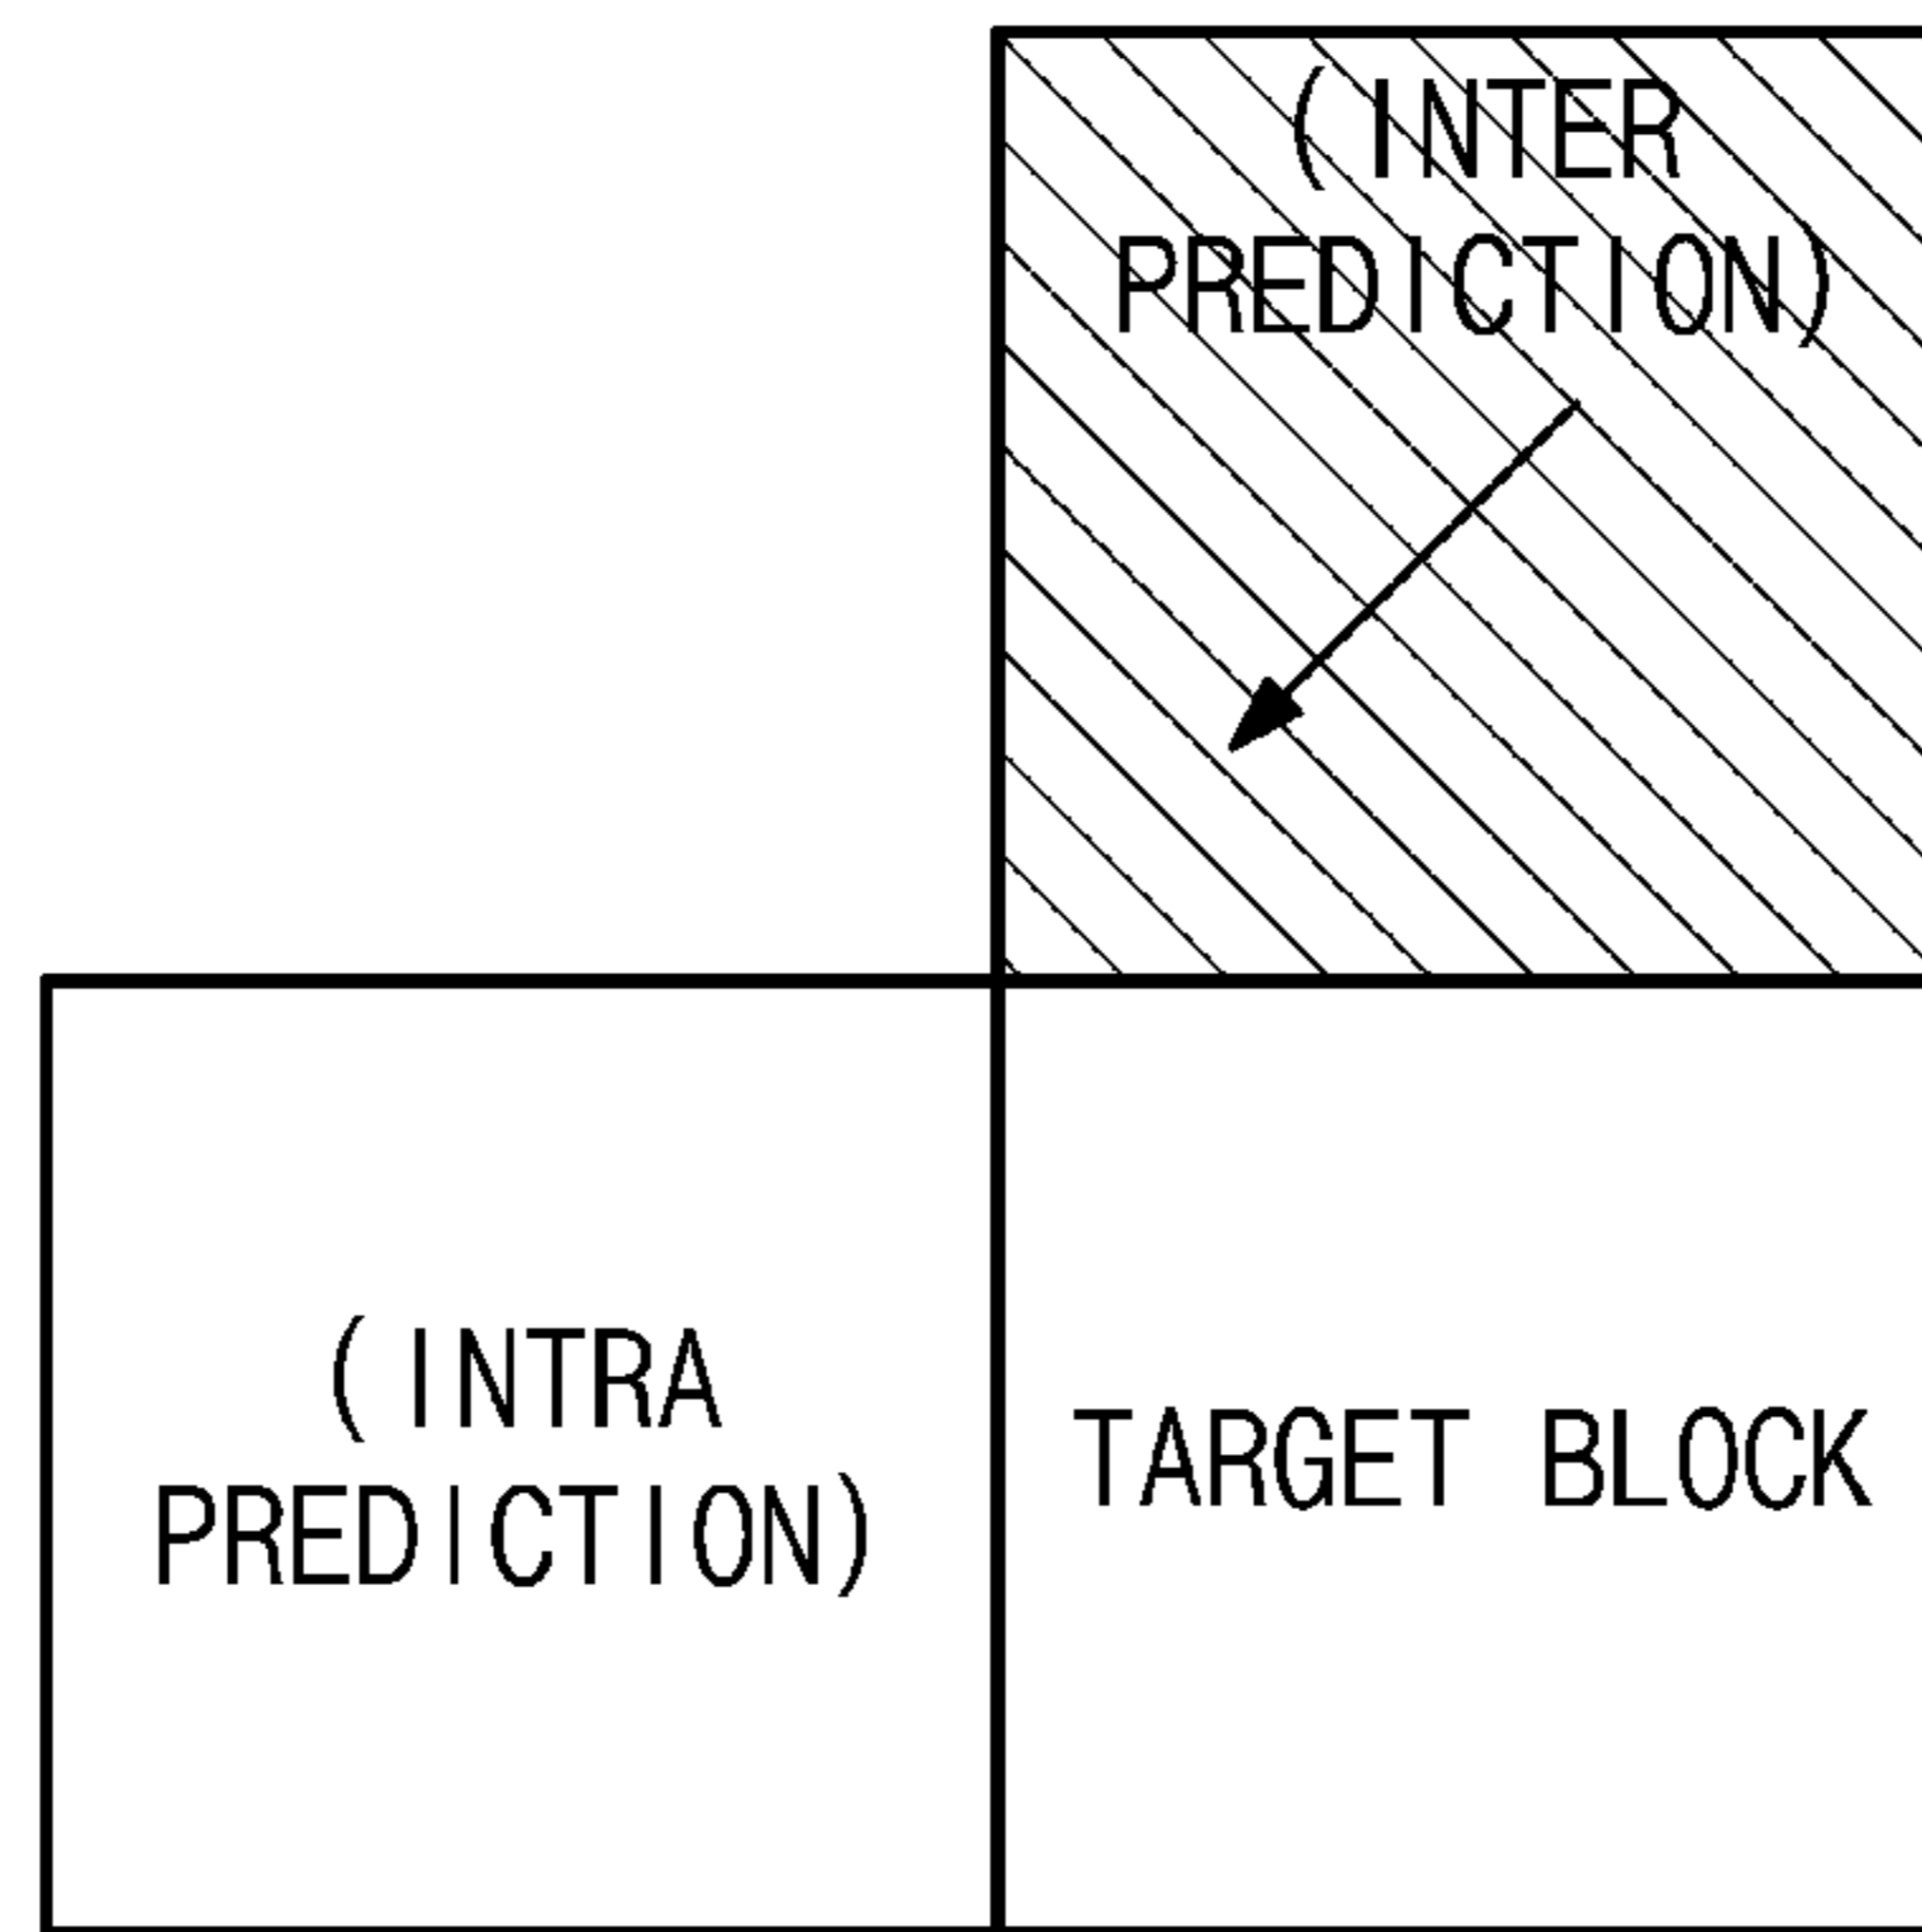 (INTER
PREDICTION)
(INTRA
PREDICTION)
TARGET BLOCK